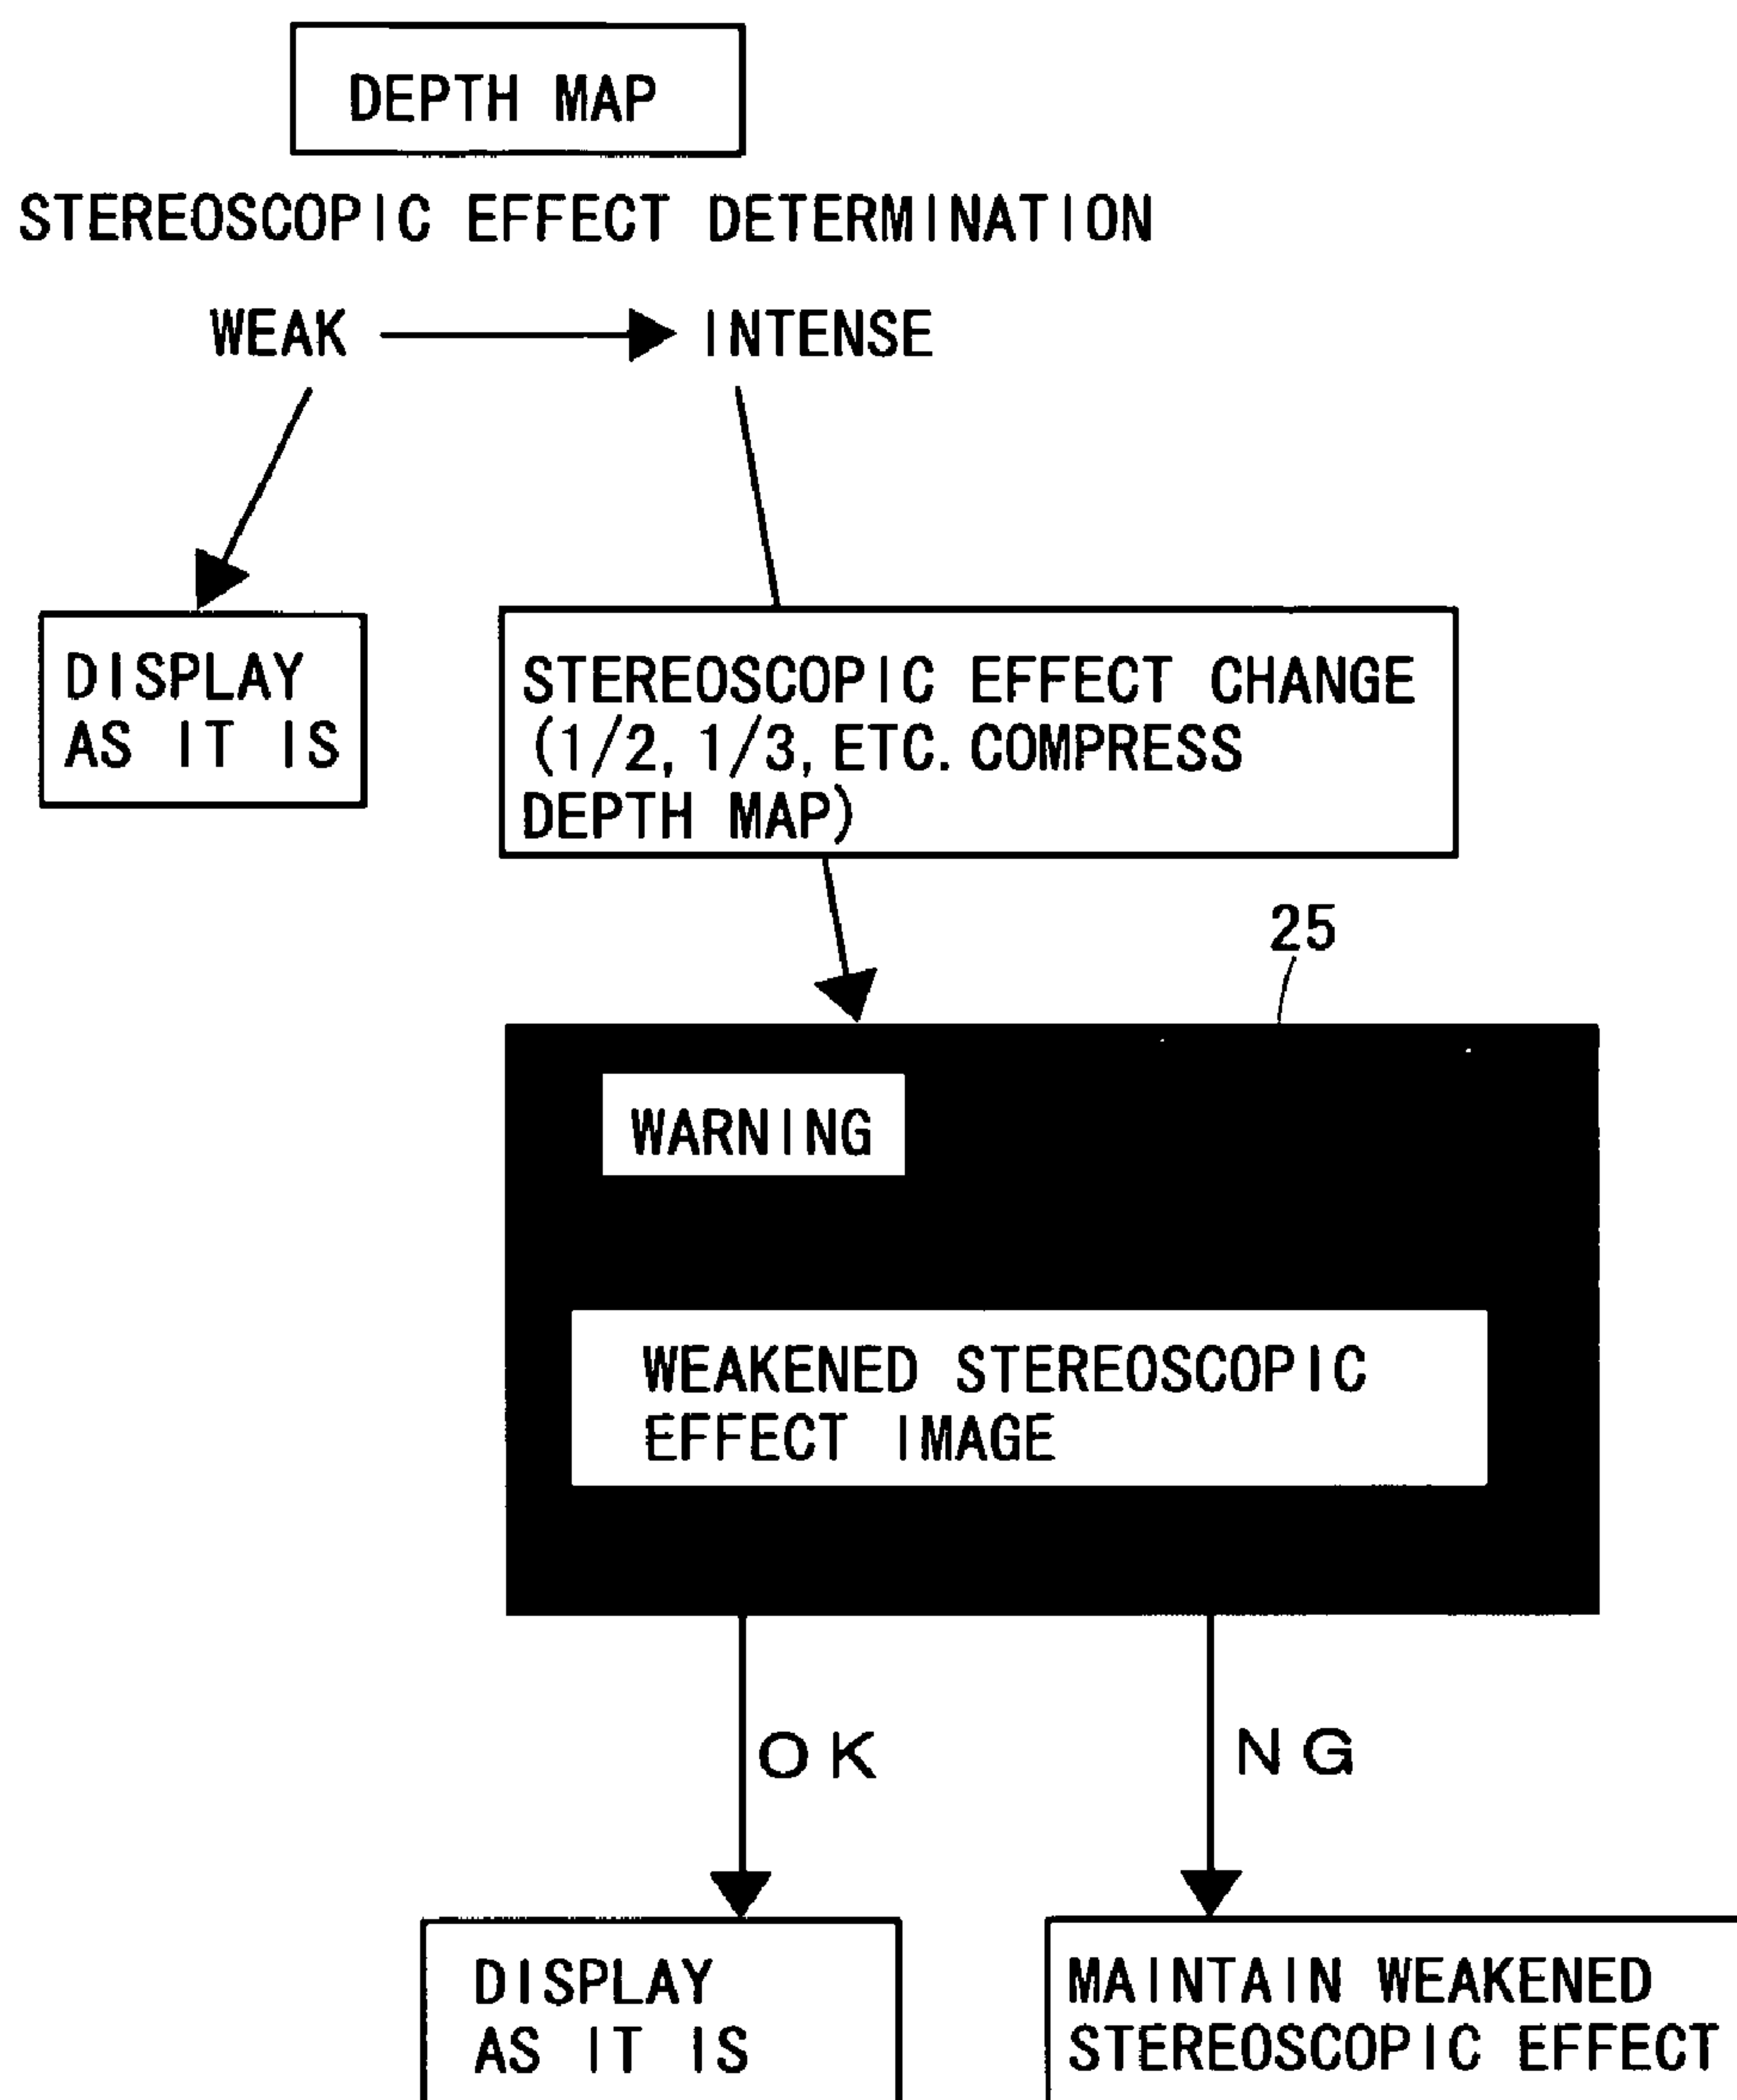 DEPTH MAP
STEREOSCOPIC EFFECT DETERMINATION
WEAK INTENSE
DISPLAY
AS IT IS
STEREOSCOPIC EFFECT CHANGE
(1/2, 1/3, ETC. COMPRESS
DEPTH MAP)
25
WARNING
WEAKENED STEREOSCOPIC
EFFECT IMAGE
OK
NG
DISPLAY
AS IT IS
MAINTAIN WEAKENED
STEREOSCOPIC EFFECT